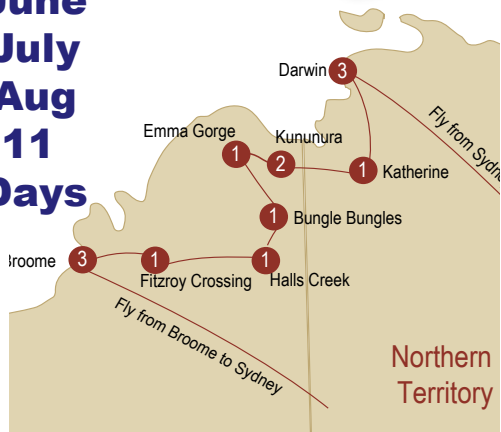 June
July
Aug
11
Days
Darwin
3
Fly from Sydney
Emma Gorge
Kununura
1
2
1
Katherine
1
Bungle Bungles
Broome
3
1
1
Fitzroy Crossing
Halls Creek
Fly from Broome to Sydney
Northern
Territory